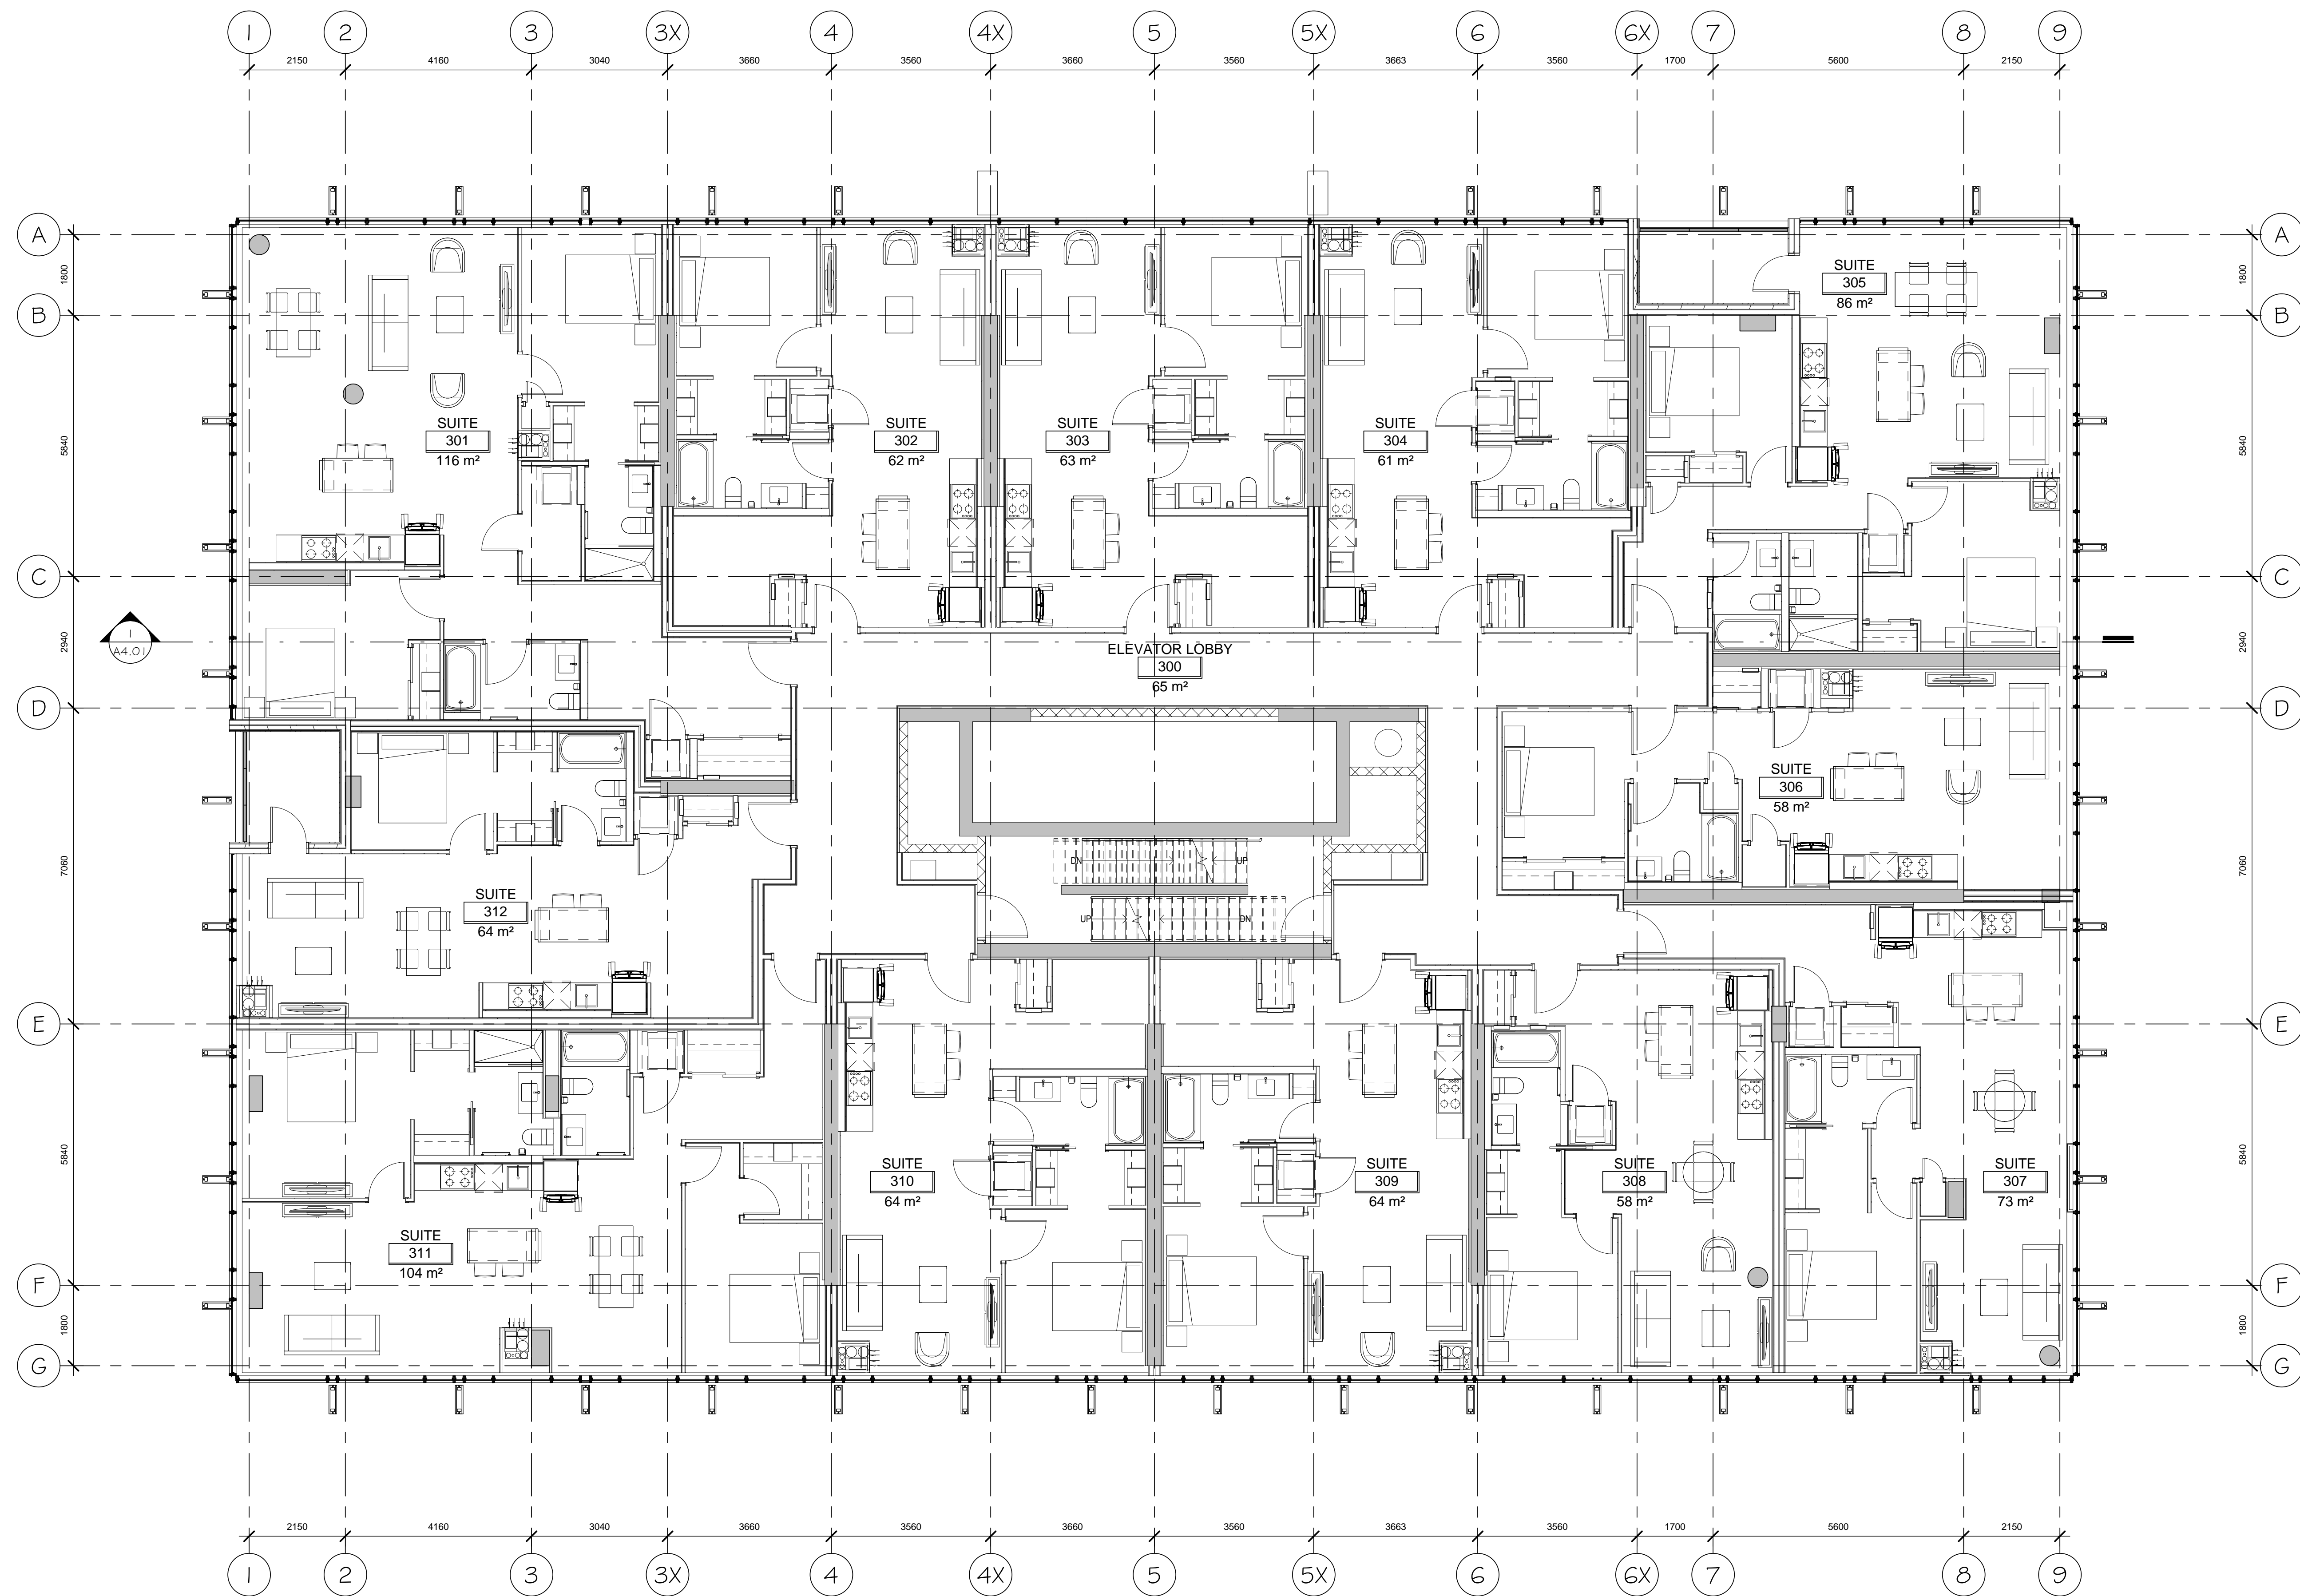 1 2 3 3X 4 4X 5 5X 6 6X 7 8 9
2150 4160 3040 3660 3560 3660 3560 3663 3560 1700 5600 2150
A A
1800 1800
B B
5840 5840
C C
2940 2940
D D
7060 7060
E E
5840 5840
F F
1800 1800
G G
1
A4.01
SUITE
301
116 m²
SUITE
302
62 m²
SUITE
303
63 m²
SUITE
304
61 m²
SUITE
305
86 m²
ELEVATOR LOBBY
300
65 m²
SUITE
306
58 m²
DN UP
UP DN
SUITE
312
64 m²
SUITE
311
104 m²
SUITE
310
64 m²
SUITE
309
64 m²
SUITE
308
58 m²
SUITE
307
73 m²
2150 4160 3040 3660 3560 3660 3560 3663 3560 1700 5600 2150
1 2 3 3X 4 4X 5 5X 6 6X 7 8 9